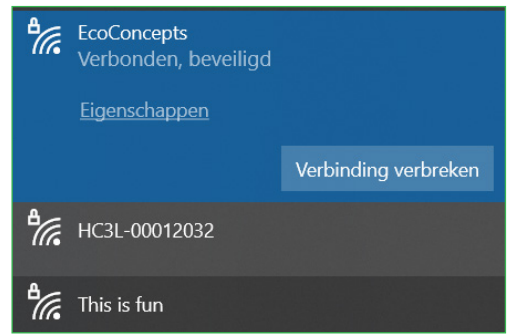 EcoConcepts
Verbonden, beveiligd
Eigenschappen
Verbinding verbreken
HC3L-00012032
This is fun